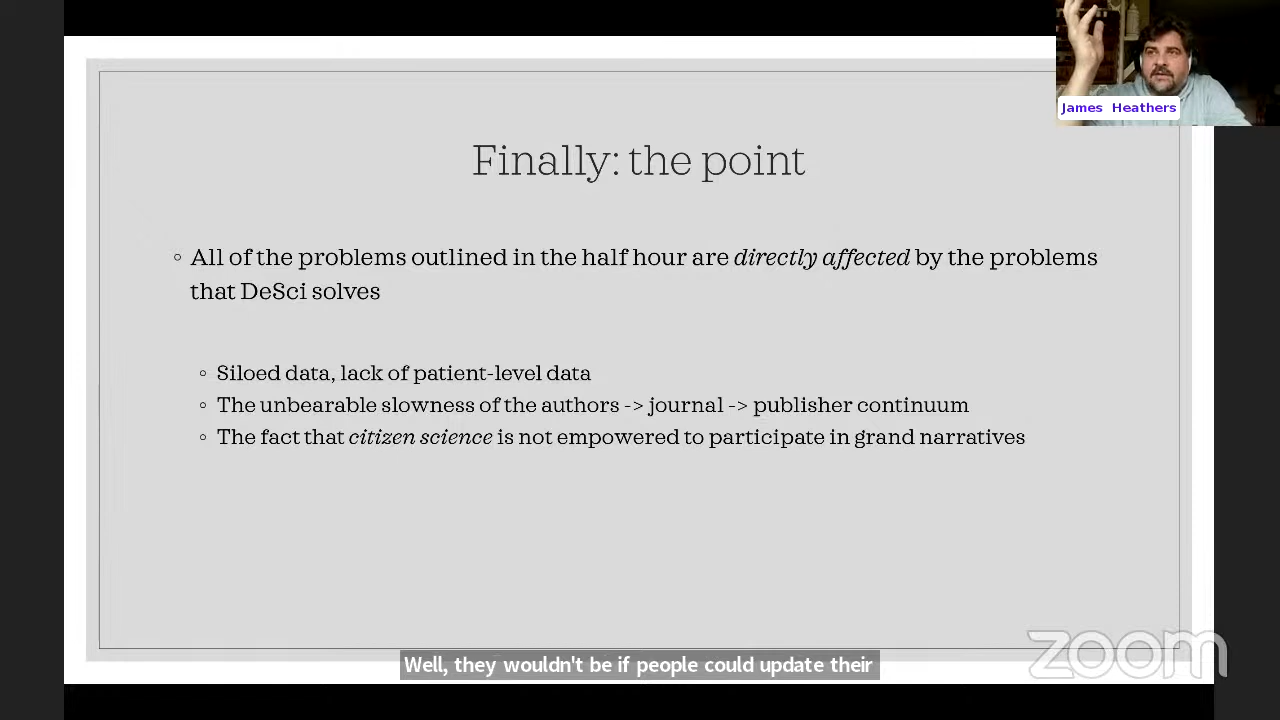 James Heathers
Finally: the point
All of the problems outlined in the half hour are directly affected by the problems
that DeSci solves
Siloed data, lack of patient-level data
The unbearable slowness of the authors -> journal -> publisher continuum
The fact that citizen science is not empowered to participate in grand narratives
zoom
Well, they wouldn't be if people could update their